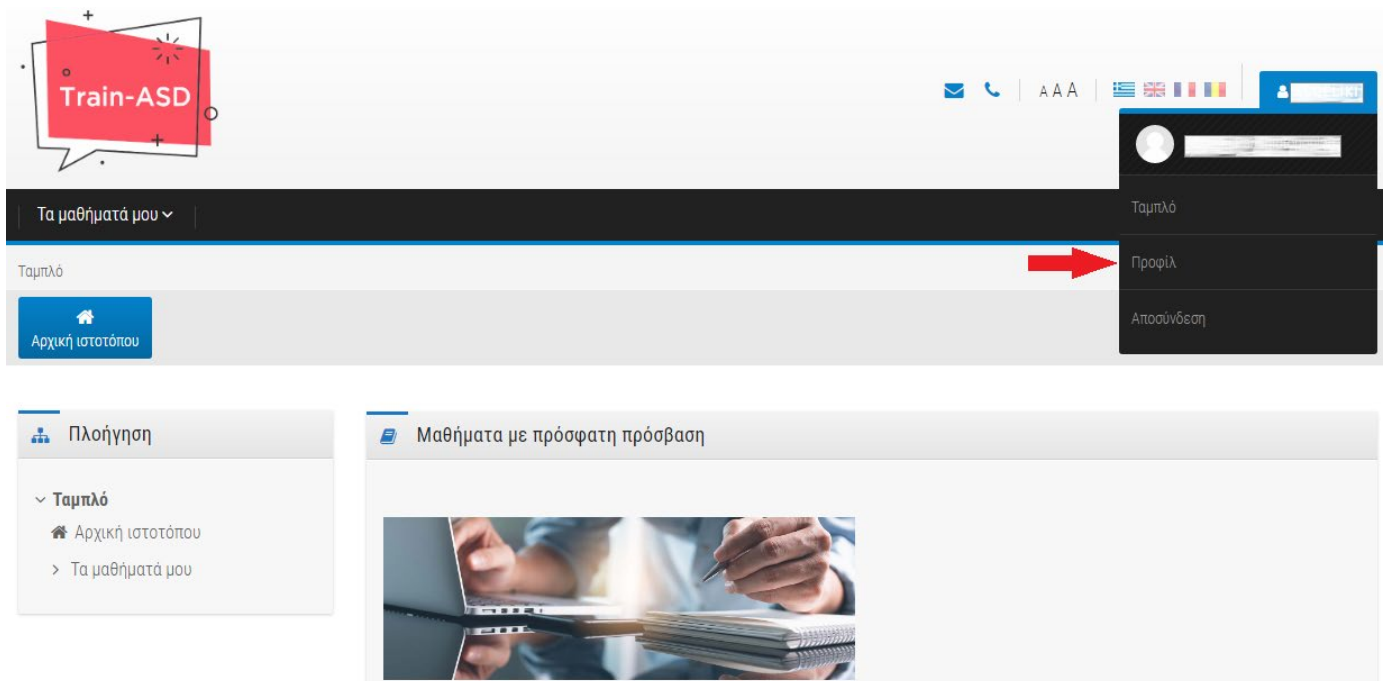 Train-ASD
A A A
Τα μαθήματά μου
Ταμπλό
Προφίλ
Αποσύνδεση
Ταμπλό
Αρχική ιστοτόπου
Πλοήγηση
Ταμπλό
Αρχική ιστοτόπου
Τα μαθήματά μου
Μαθήματα με πρόσφατη πρόσβαση